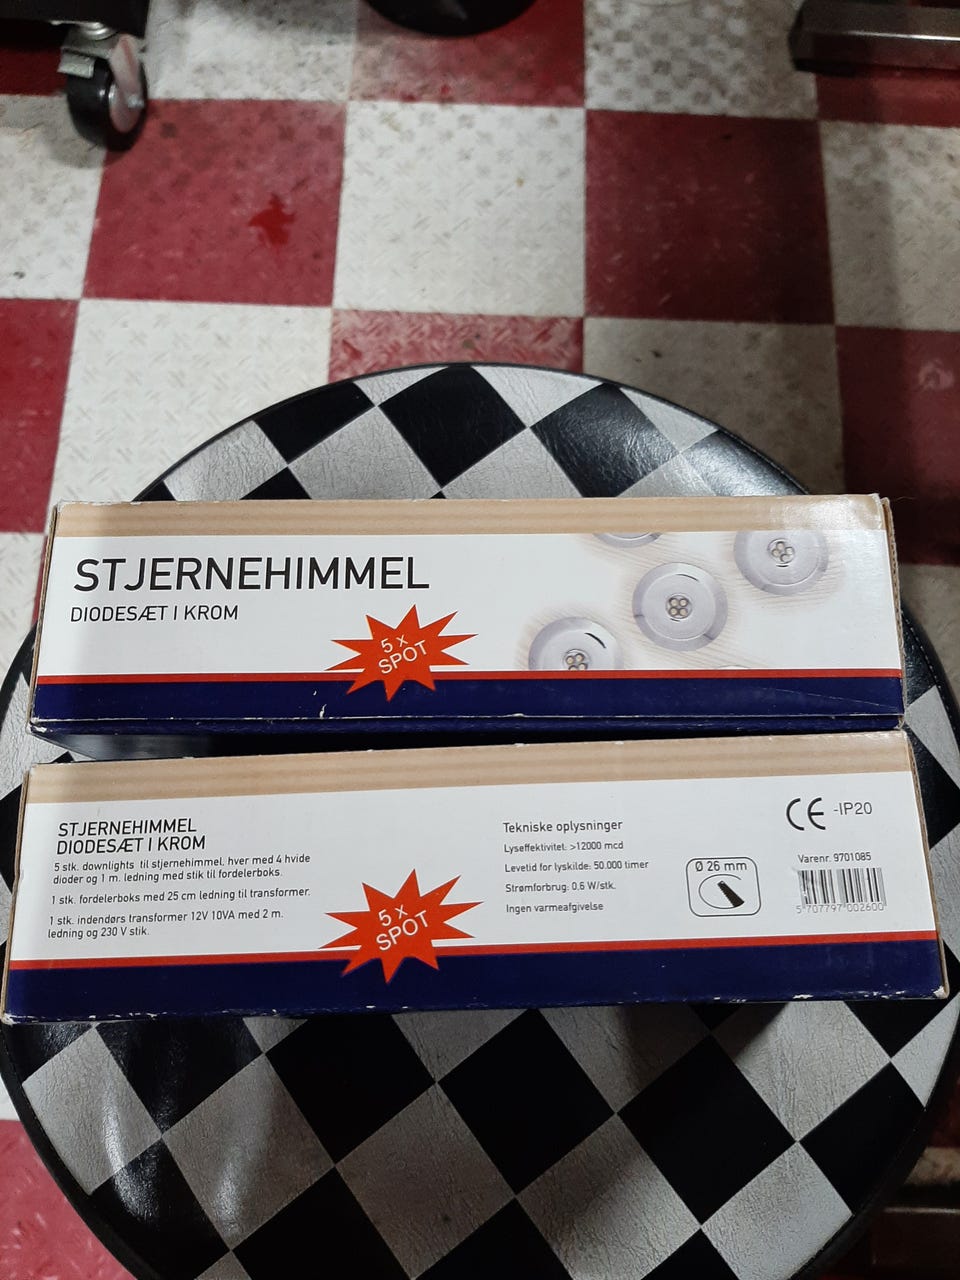 STJERNEHIMMEL
DIODESÆT I KROM
5 x
SPOT
STJERNEHIMMEL
DIODESÆT I KROM
5 stk. downlights til stjernehimmel, hver med 4 hvide
dioder og 1 m. ledning med stik til fordelerboks.
1 stk. fordelerboks med 25 cm ledning til transformer.
1 stk. indendørs transformer 12V 10VA med 2 m.
ledning og 230 V stik.
5 x
SPOT
Tekniske oplysninger
Lyseffektivitet: >12000 mcd
Levetid for lyskilde: 50.000 timer
Strømforbrug: 0.6 W/stk.
Ingen varmeafgivelse
Ø 26 mm
CE -IP20
Varenr. 9701085
5 707797 002600